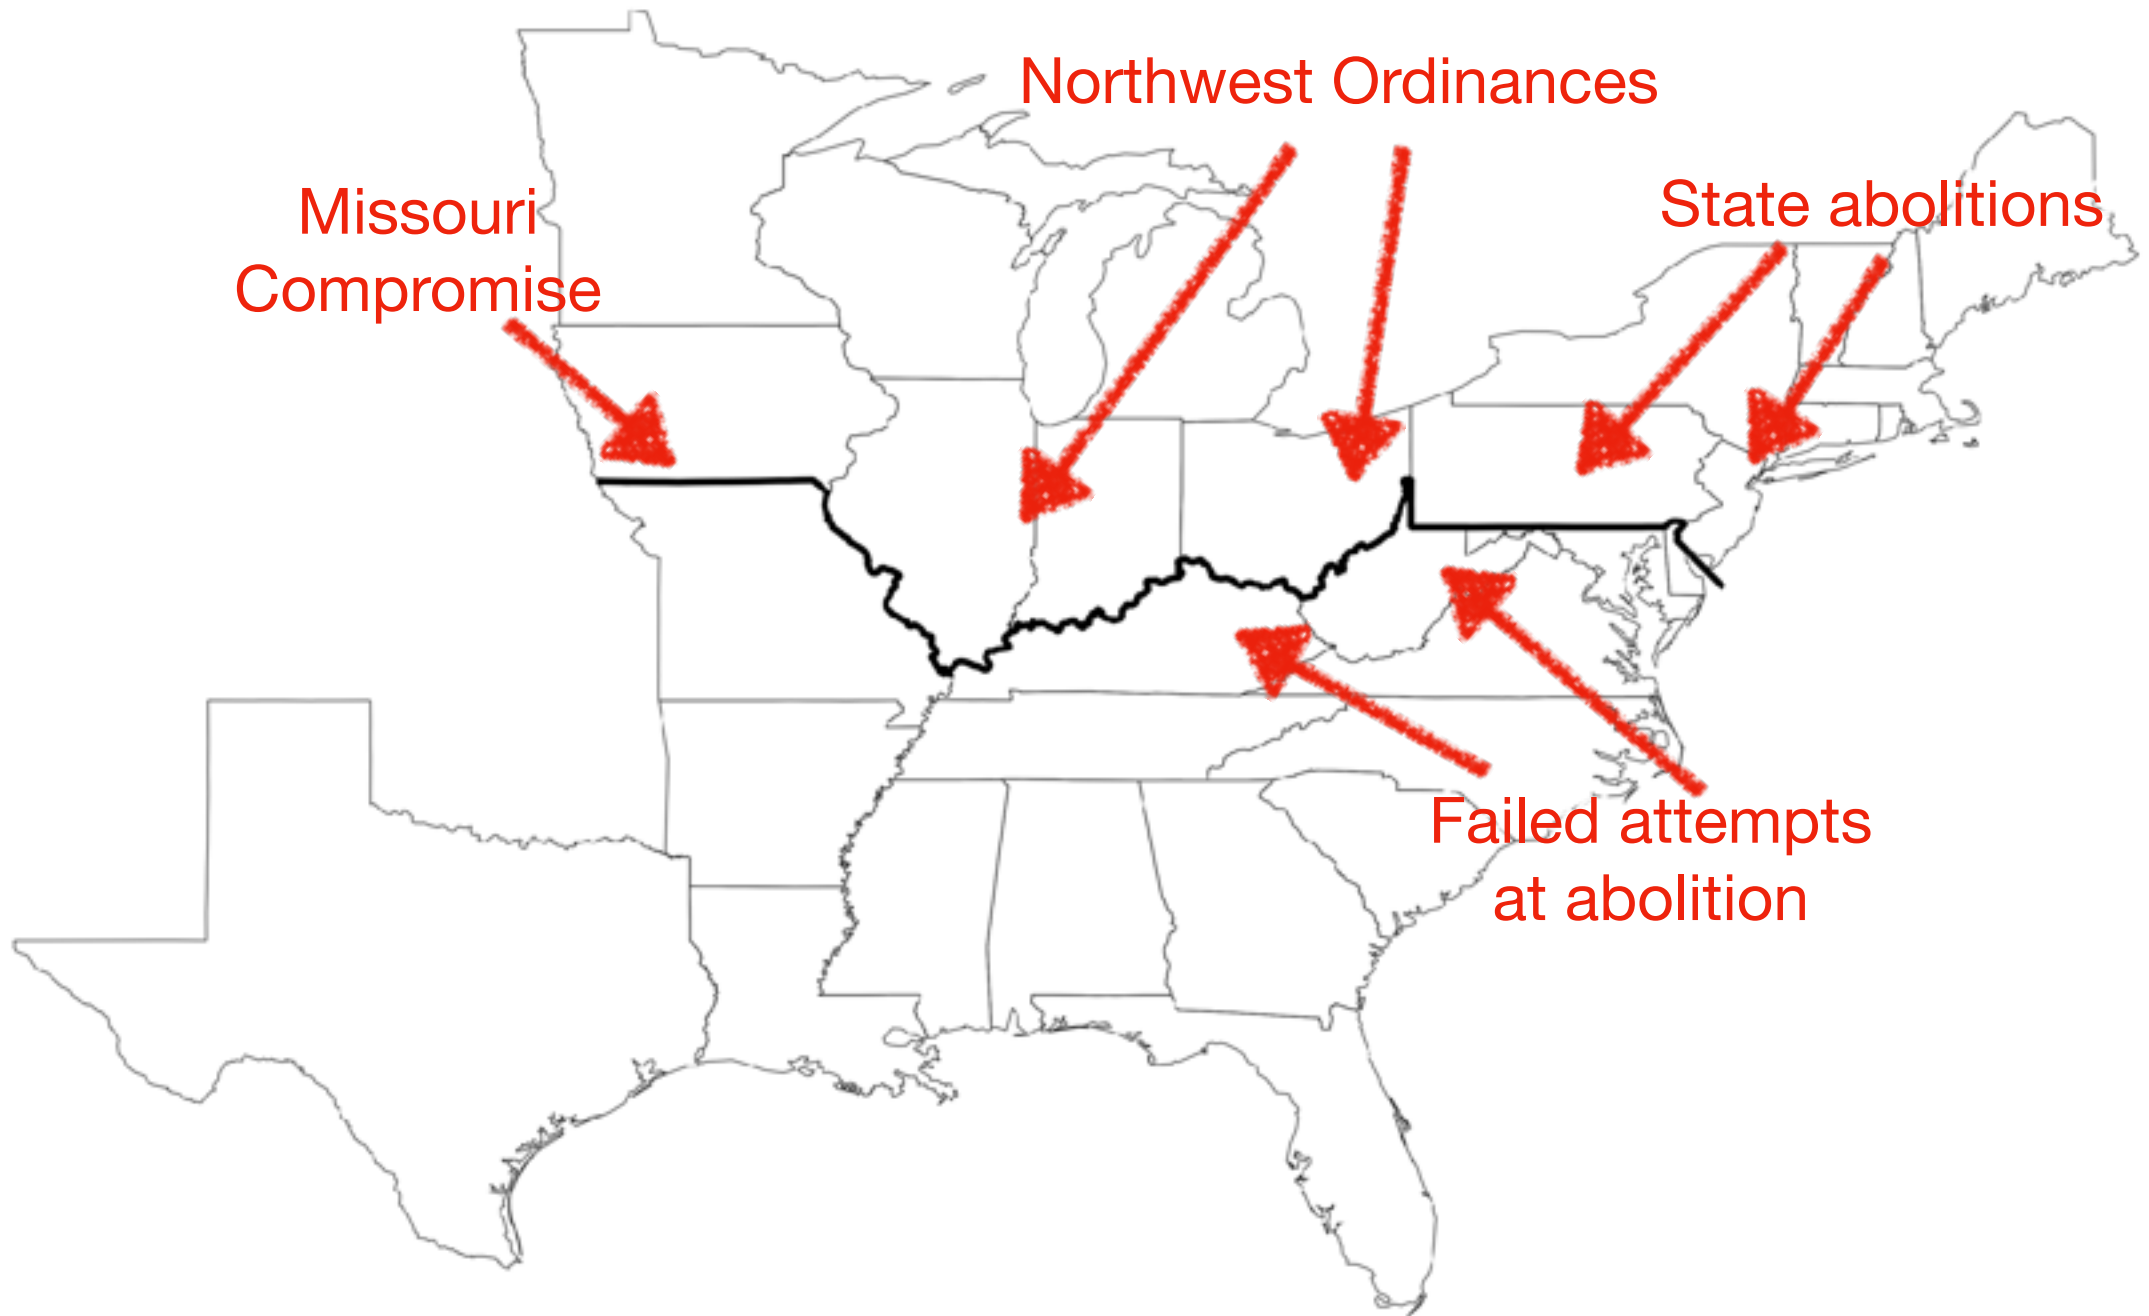 Northwest Ordinances
Missouri
Compromise
State abolitions
Failed attempts
at abolition